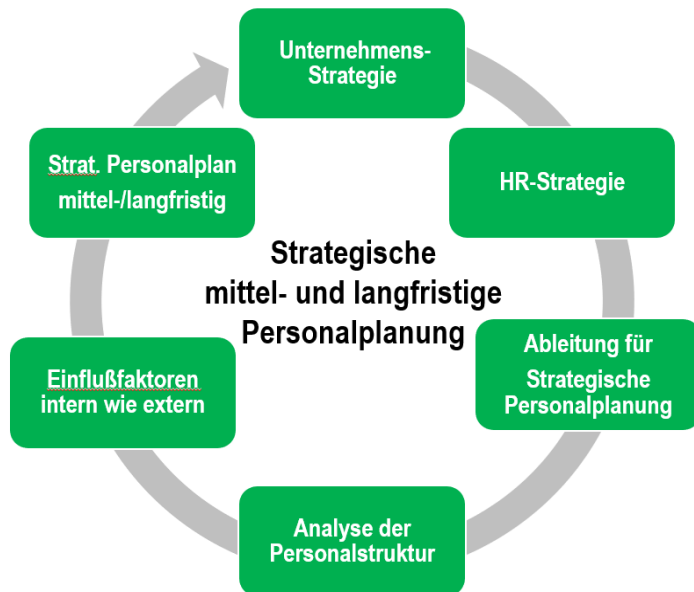 Unternehmens-
Strategie
HR-Strategie
Ableitung für
Strategische
Personalplanung
Analyse der
Personalstruktur
Einflußfaktoren
intern wie extern
Strat. Personalplan
mittel-/langfristig
Strategische
mittel- und langfristige
Personalplanung